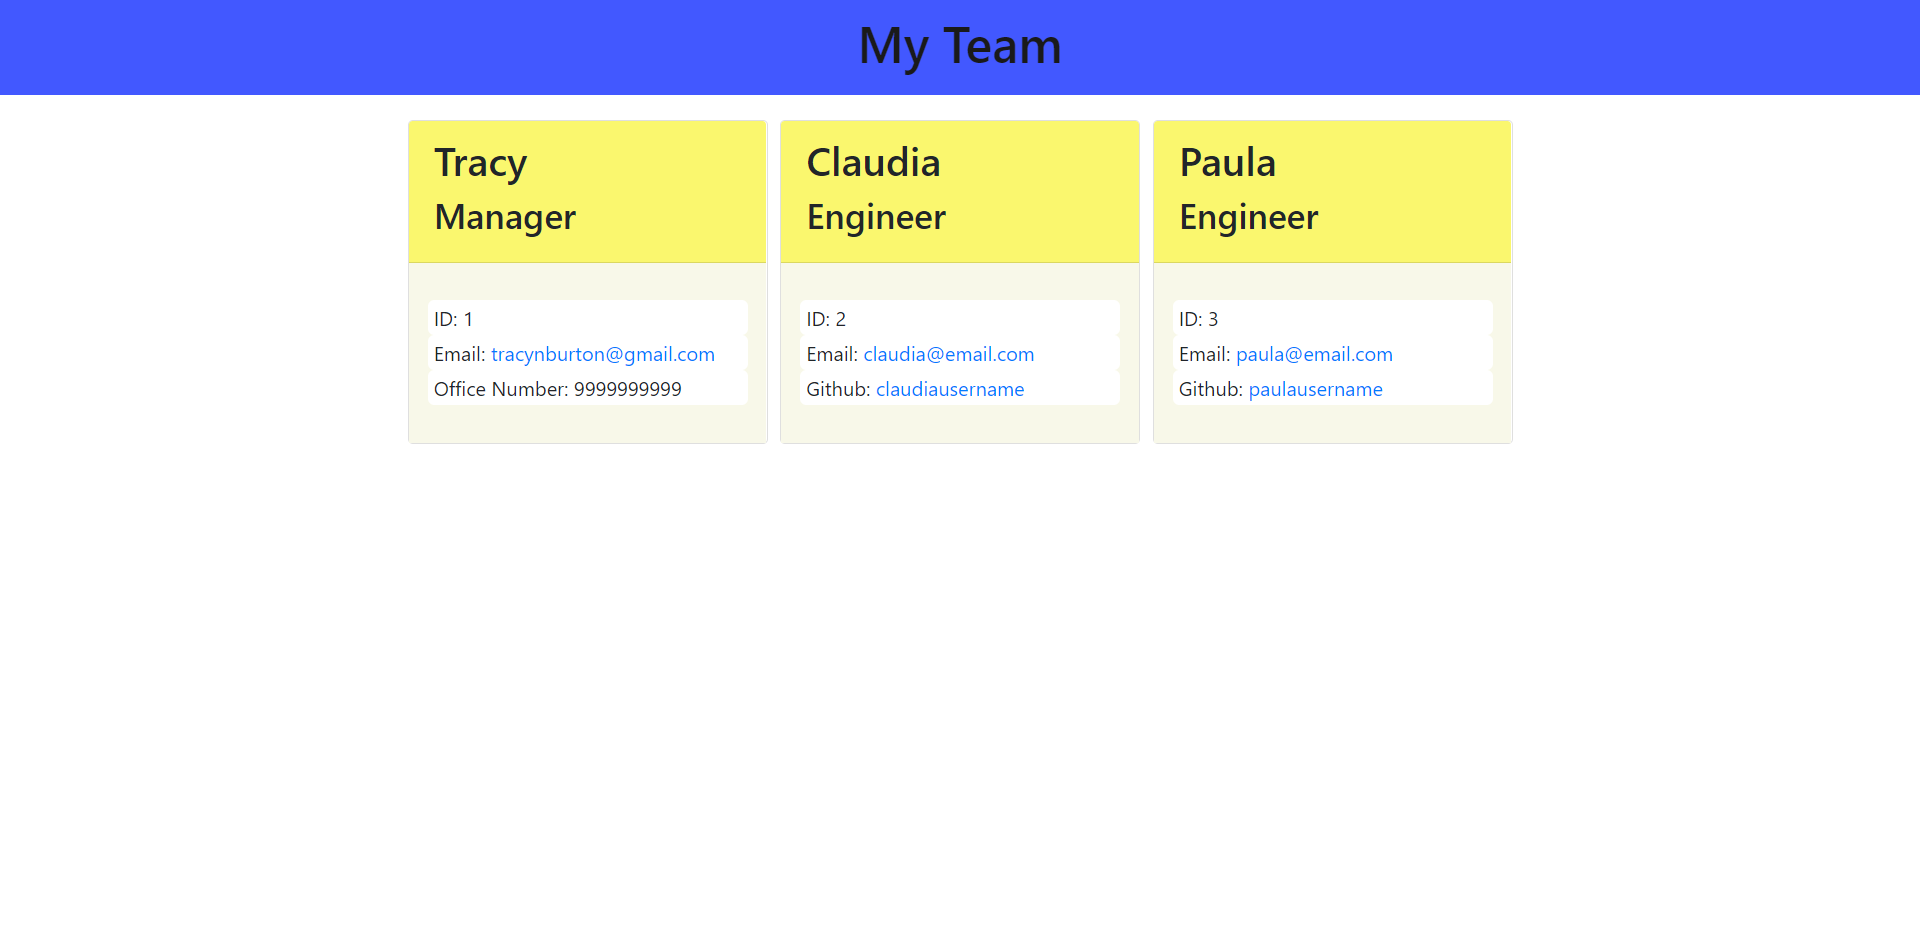 My Team
Tracy
Manager
ID: 1
Email: tracynburton@gmail.com
Office Number: 9999999999
Claudia
Engineer
ID: 2
Email: claudia@email.com
Github: claudiausername
Paula
Engineer
ID: 3
Email: paula@email.com
Github: paulausername